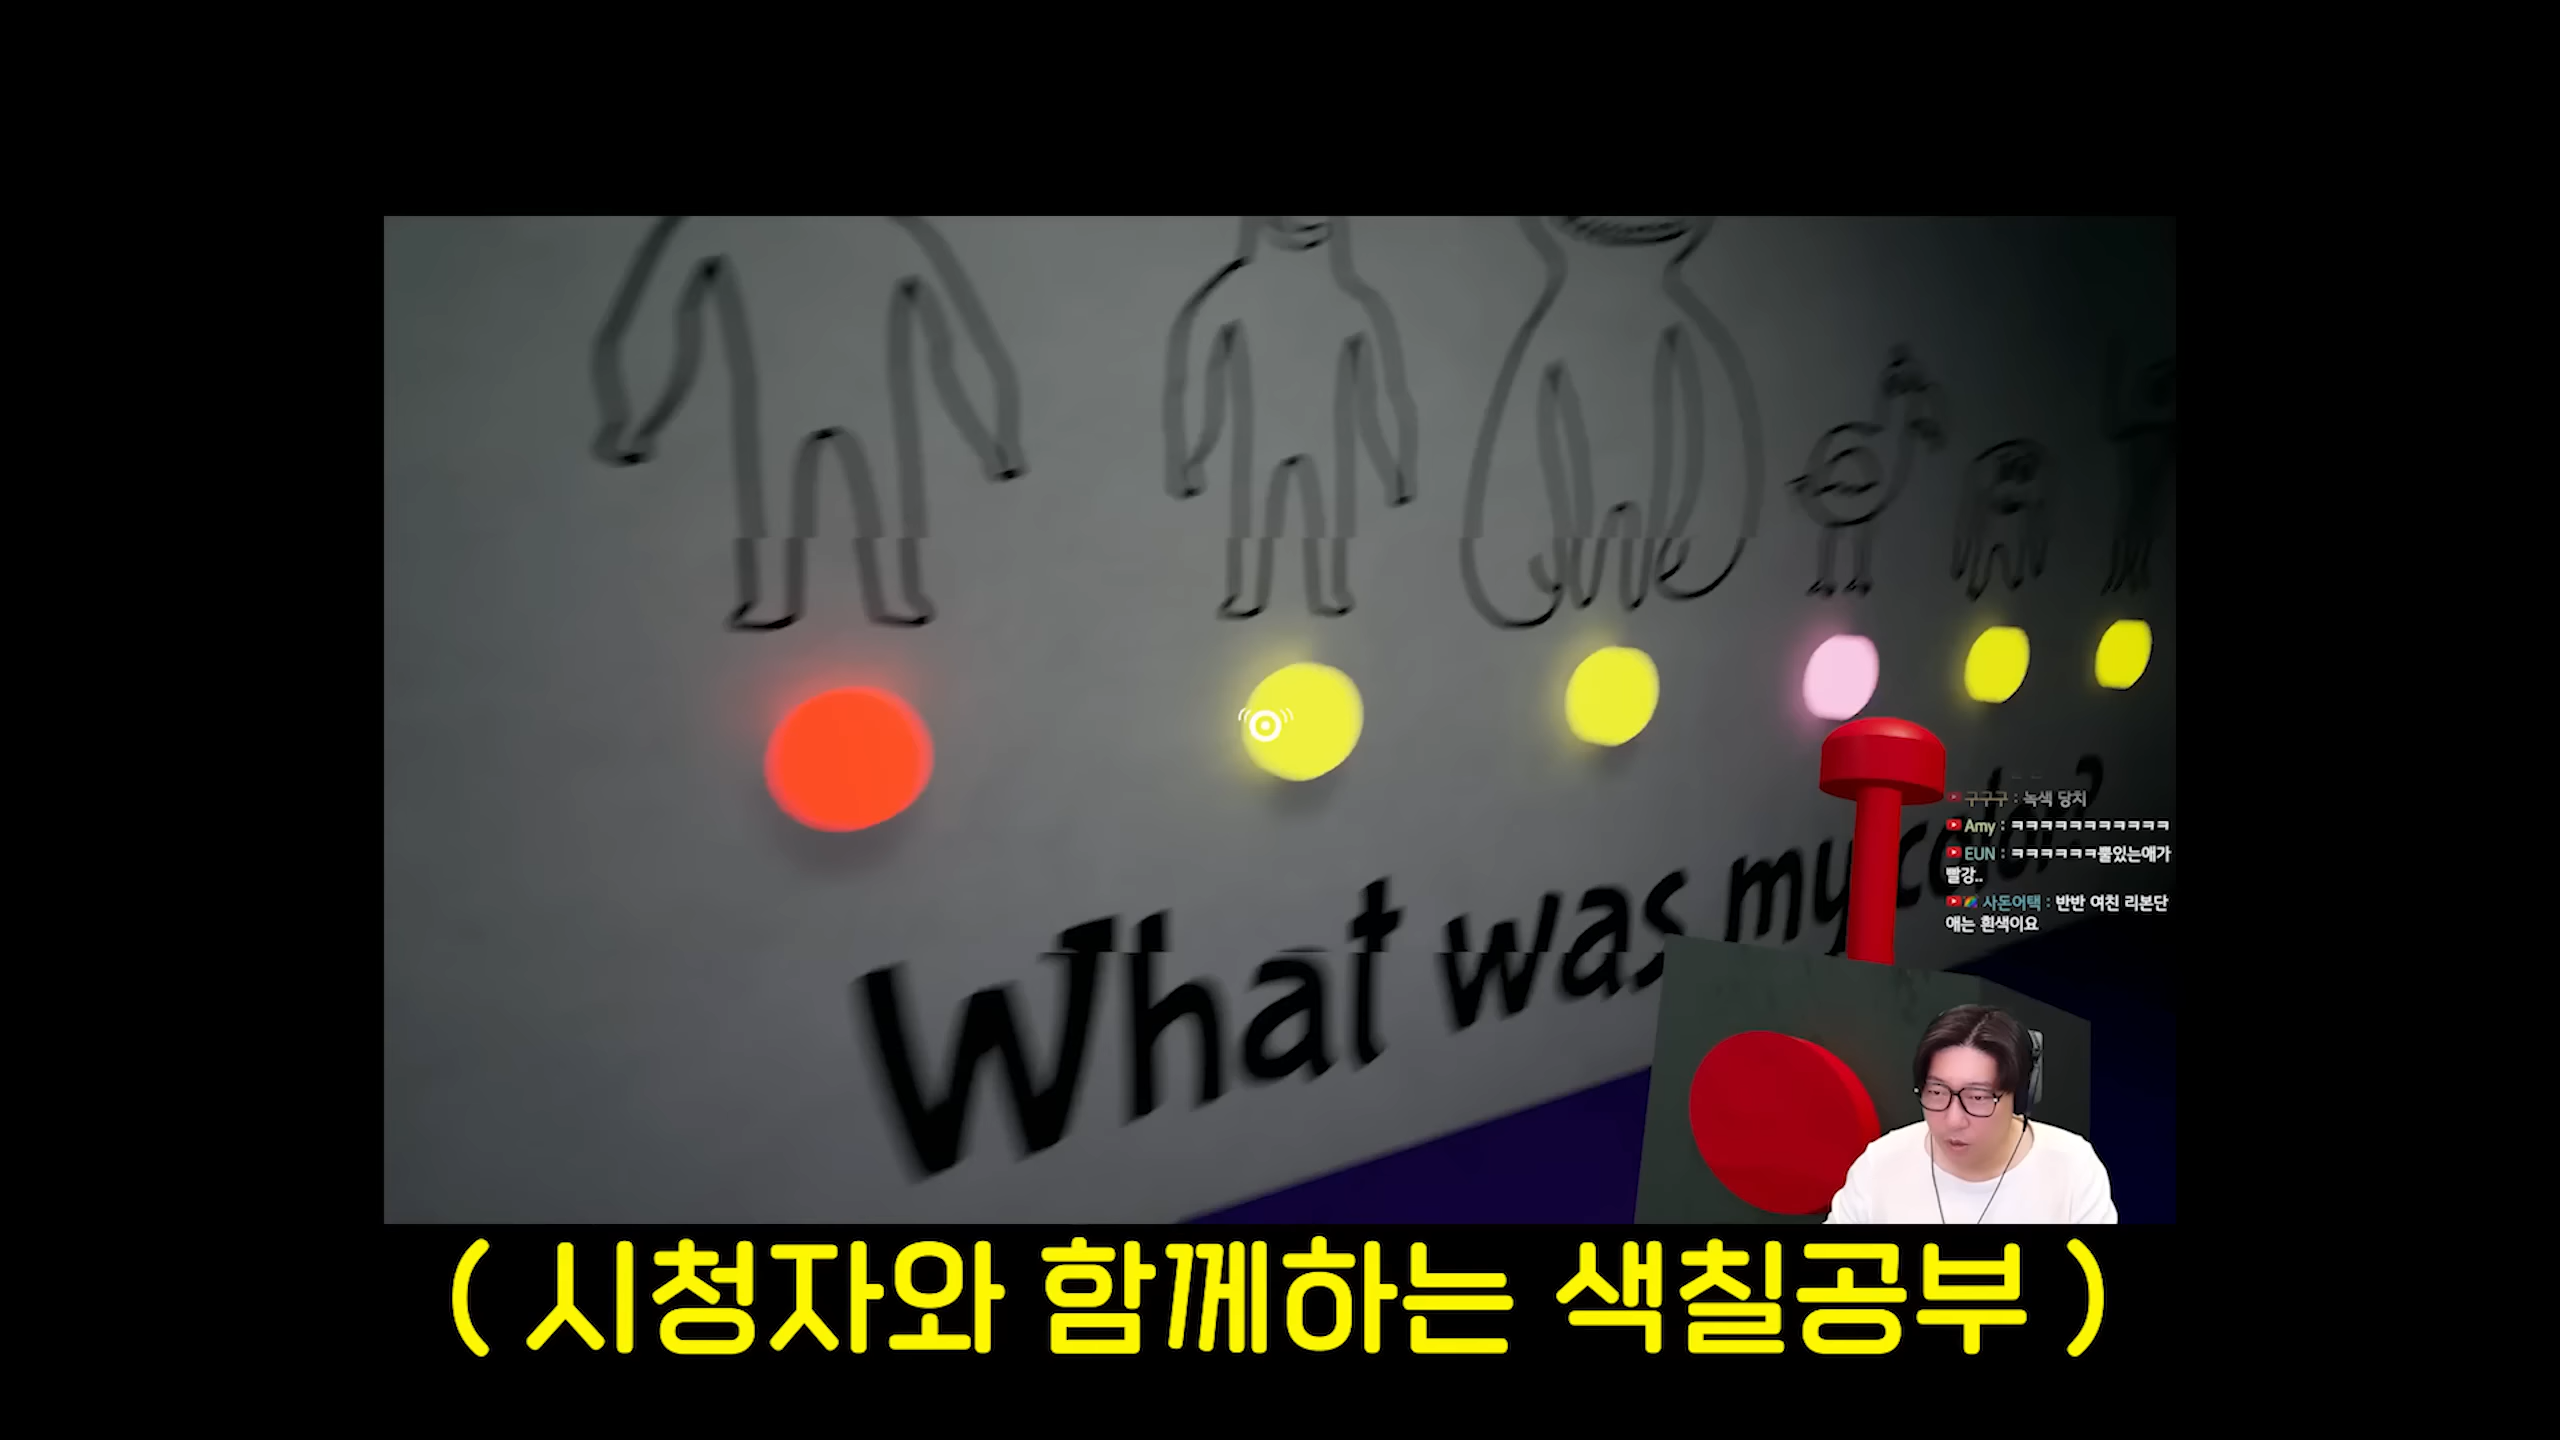 구구구 : 녹색 당치
Amy : ㅋㅋㅋㅋㅋㅋㅋㅋㅋㅋㅋ
EUN : ㅋㅋㅋㅋㅋㅋ뿔있는애가
빨강..
사돈어택 : 반반 여친 리본단
애는 흰색이요
What was my color?
( 시청자와 함께하는 색칠공부 )